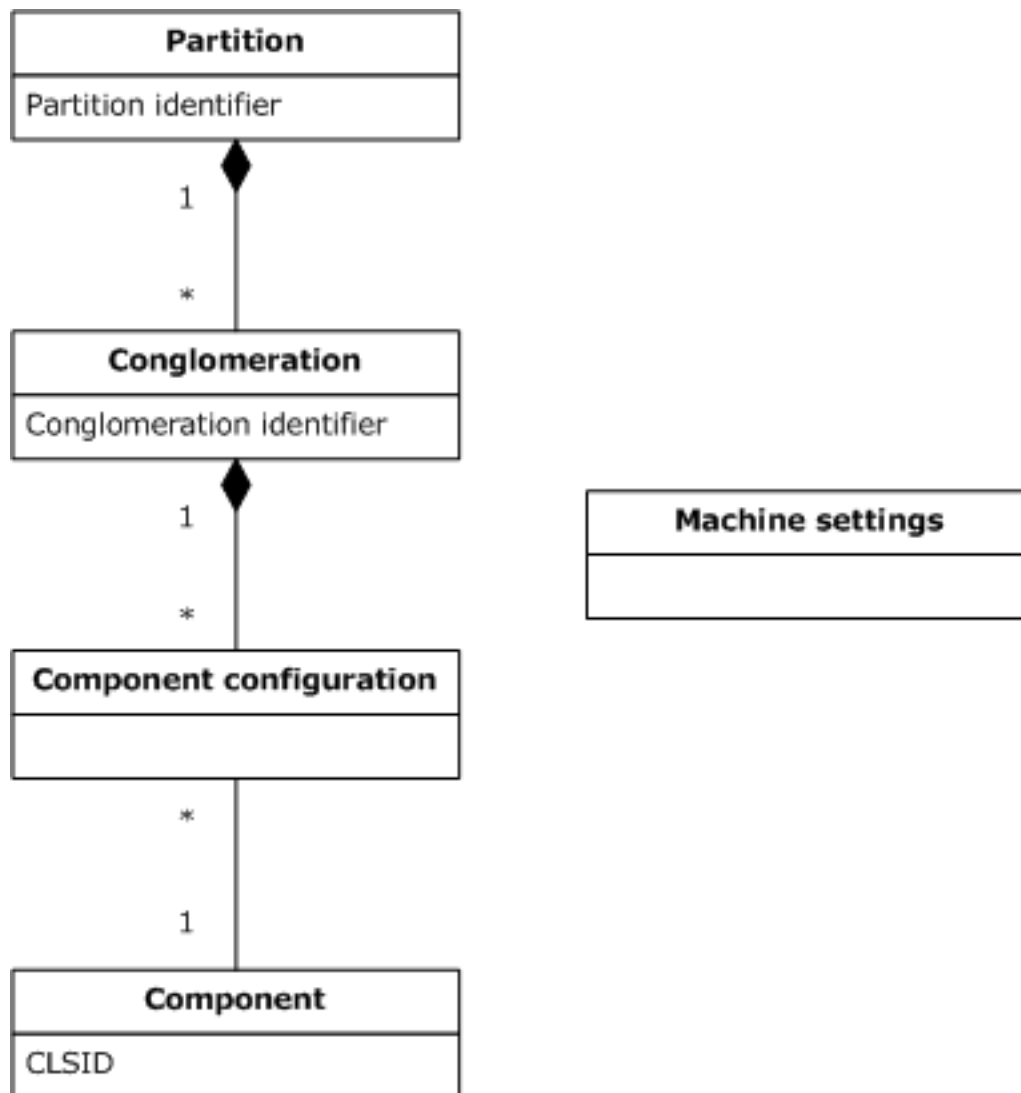 Partition
Partition identifier
1
*
Conglomeration
Conglomeration identifier
1
*
Machine settings
Component configuration
*
1
Component
CLSID